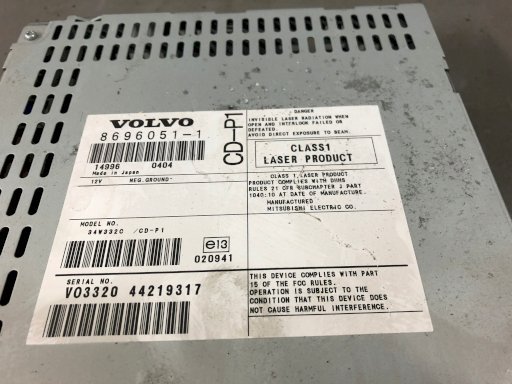 VOLVO
8696051-1
14996 0404
Made in Japan
12V NEG.GROUND
MODEL NO.
34W332C /CD-P1
e13
020941
SERIAL NO.
VO3320 44219317
CD-P1
DANGER
INVISIBLE LASER RADIATION WHEN
OPEN AND INTERLOCK FAILED OR
DEFEATED.
AVOID DIRECT EXPOSURE TO BEAM.
CLASS1
LASER PRODUCT
CLASS 1 LASER PRODUCT
PRODUCT COMPLIES WITH DHHS
RULES 21 CFR SUBCHAPTER J PART
1040:10 AT DATE OF MANUFACTURE.
MANUFACTURED
MITSUBISHI ELECTRIC CO.
THIS DEVICE COMPLIES WITH PART
15 OF THE FCC RULES.
OPERATION IS SUBJECT TO THE
CONDITION THAT THIS DEVICE DOES
NOT CAUSE HARMFUL INTERFERENCE.